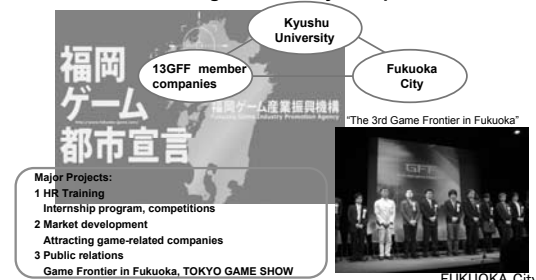 Kyushu
University
13GFF member
companies
Fukuoka
City
福岡
ゲーム
都市宣言
福岡ゲーム産業振興機構
"The 3rd Game Frontier in Fukuoka"
GFF
Major Projects:
1 HR Training
Internship program, competitions
2 Market development
Attracting game-related companies
3 Public relations
Game Frontier in Fukuoka, TOKYO GAME SHOW
FUKUOKA City